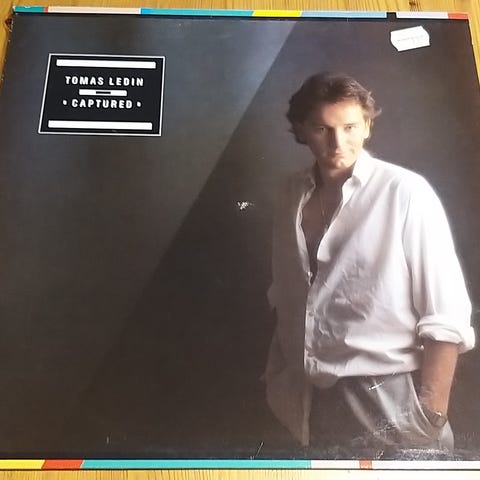 TOMAS LEDIN
• CAPTURED •